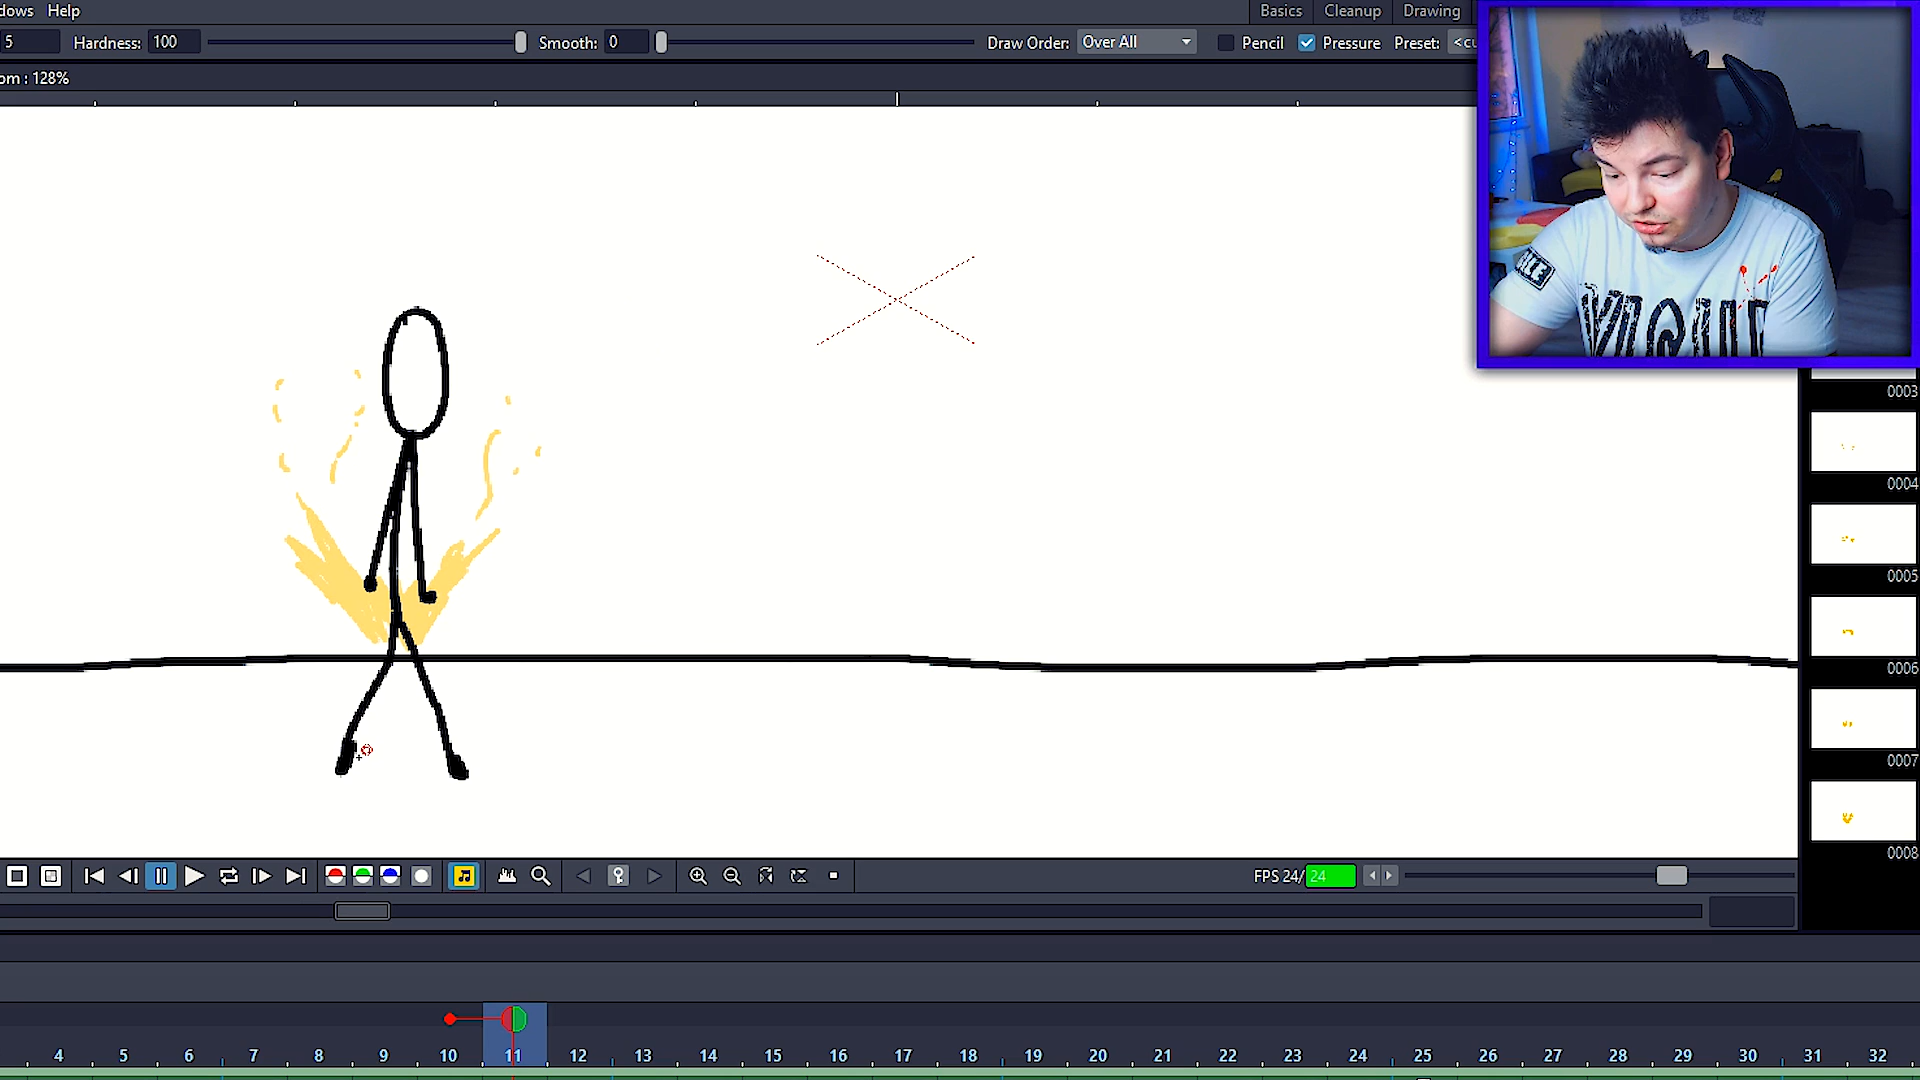 dows Help
Basics Cleanup Drawing
5 Hardness: 100 Smooth: 0 Draw Order: Over All Pencil Pressure Preset: <cu
om : 128%
0003
0004
0005
0006
0007
0008
FPS 24/ 24
4 5 6 7 8 9 10 11 12 13 14 15 16 17 18 19 20 21 22 23 24 25 26 27 28 29 30 31 32